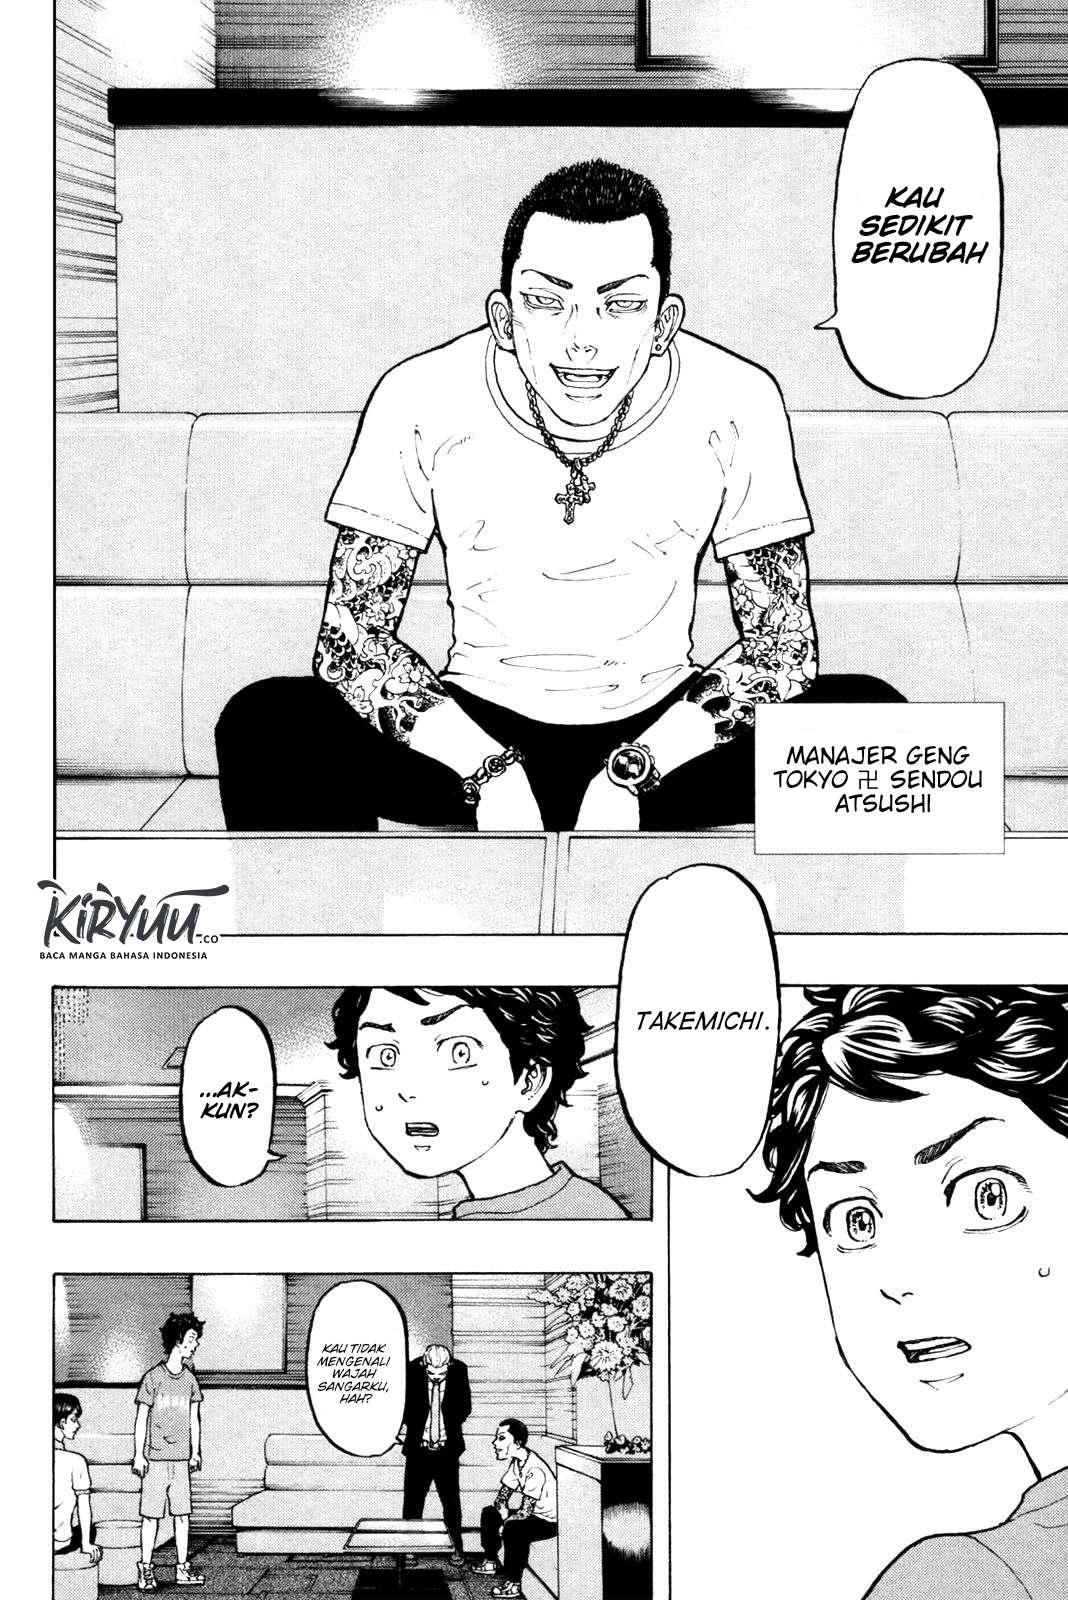 KAU
SEDIKIT
BERUBAH
MANAJER GENG
TOKYO 卍 SENDOU
ATSUSHI
KIRYUU.CO
BACA MANGA BAHASA INDONESIA
TAKEMICHI.
...AK-
KUN?
KAU TIDAK
MENGENALI
WAJAH
SANGARKU,
HAH?